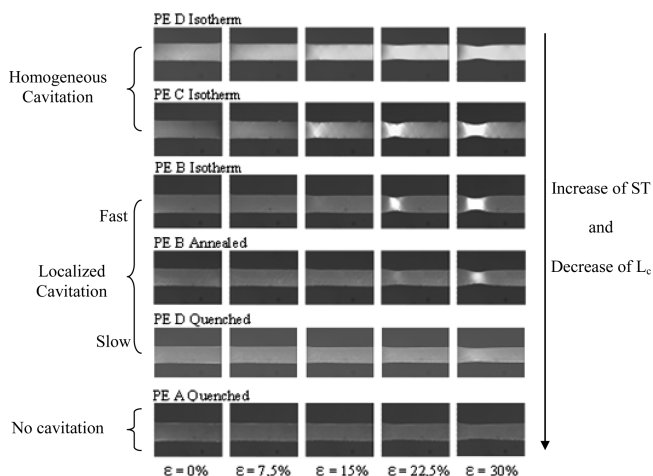 PE D Isotherm
Homogeneous
Cavitation
PE C Isotherm
PE B Isotherm
Fast
PE B Annealed
Localized
Cavitation
PE D Quenched
Slow
PE A Quenched
No cavitation
Increase of ST
and
Decrease of Lc
ε = 0% ε = 7.5% ε = 15% ε = 22.5% ε = 30%